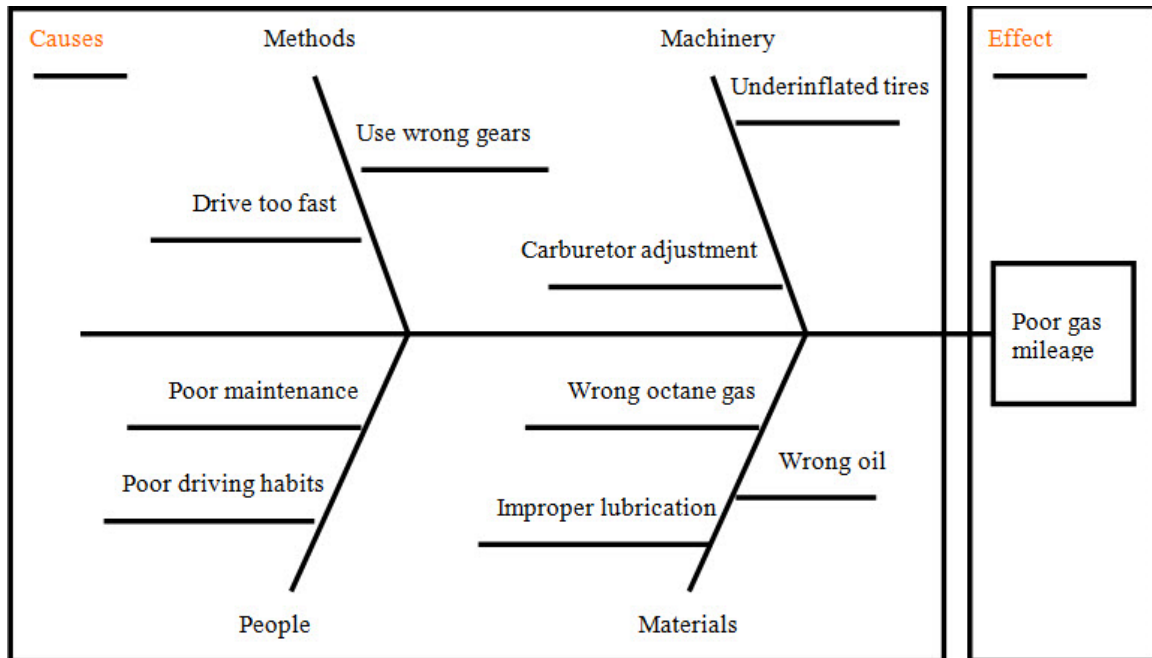 Causes
Methods
Machinery
Effect
Underinflated tires
Use wrong gears
Drive too fast
Carburetor adjustment
Poor gas
mileage
Poor maintenance
Wrong octane gas
Wrong oil
Poor driving habits
Improper lubrication
People
Materials